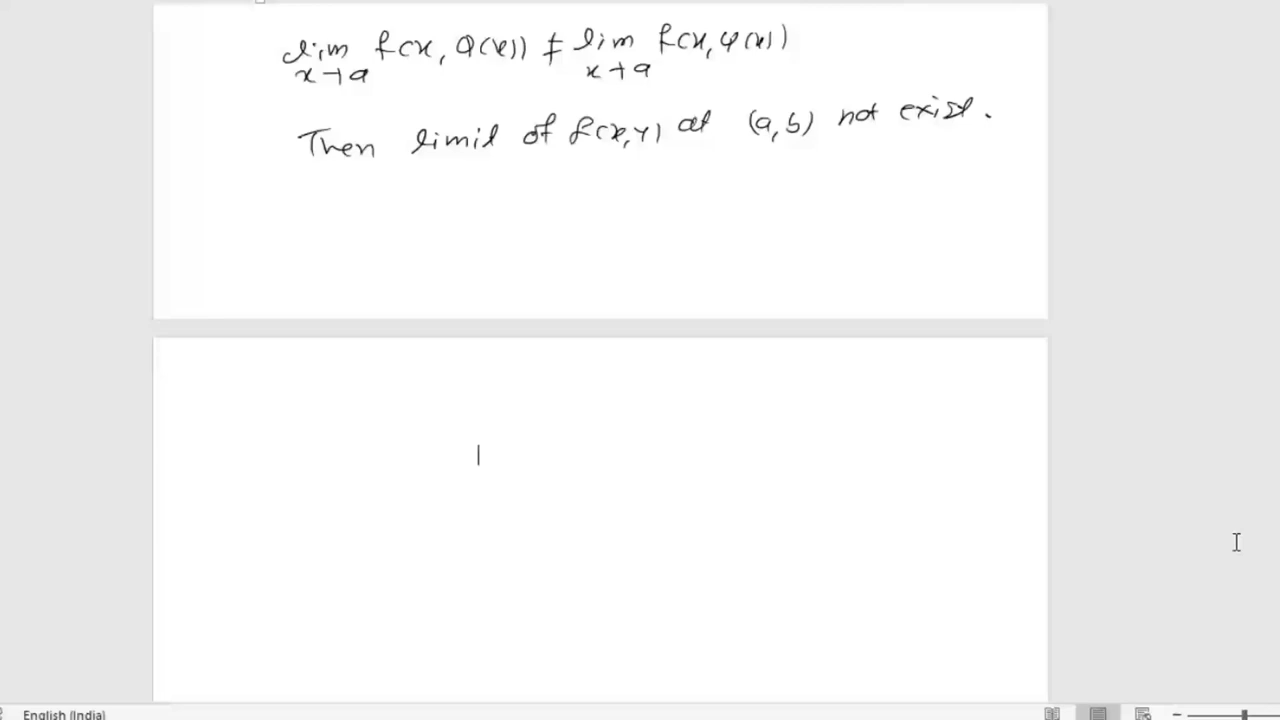 lim f(x, φ(x)) ≠ lim f(x, ψ(x))
x→a x→a
Then limit of f(x,y) at (a,b) not exist.
English (India)